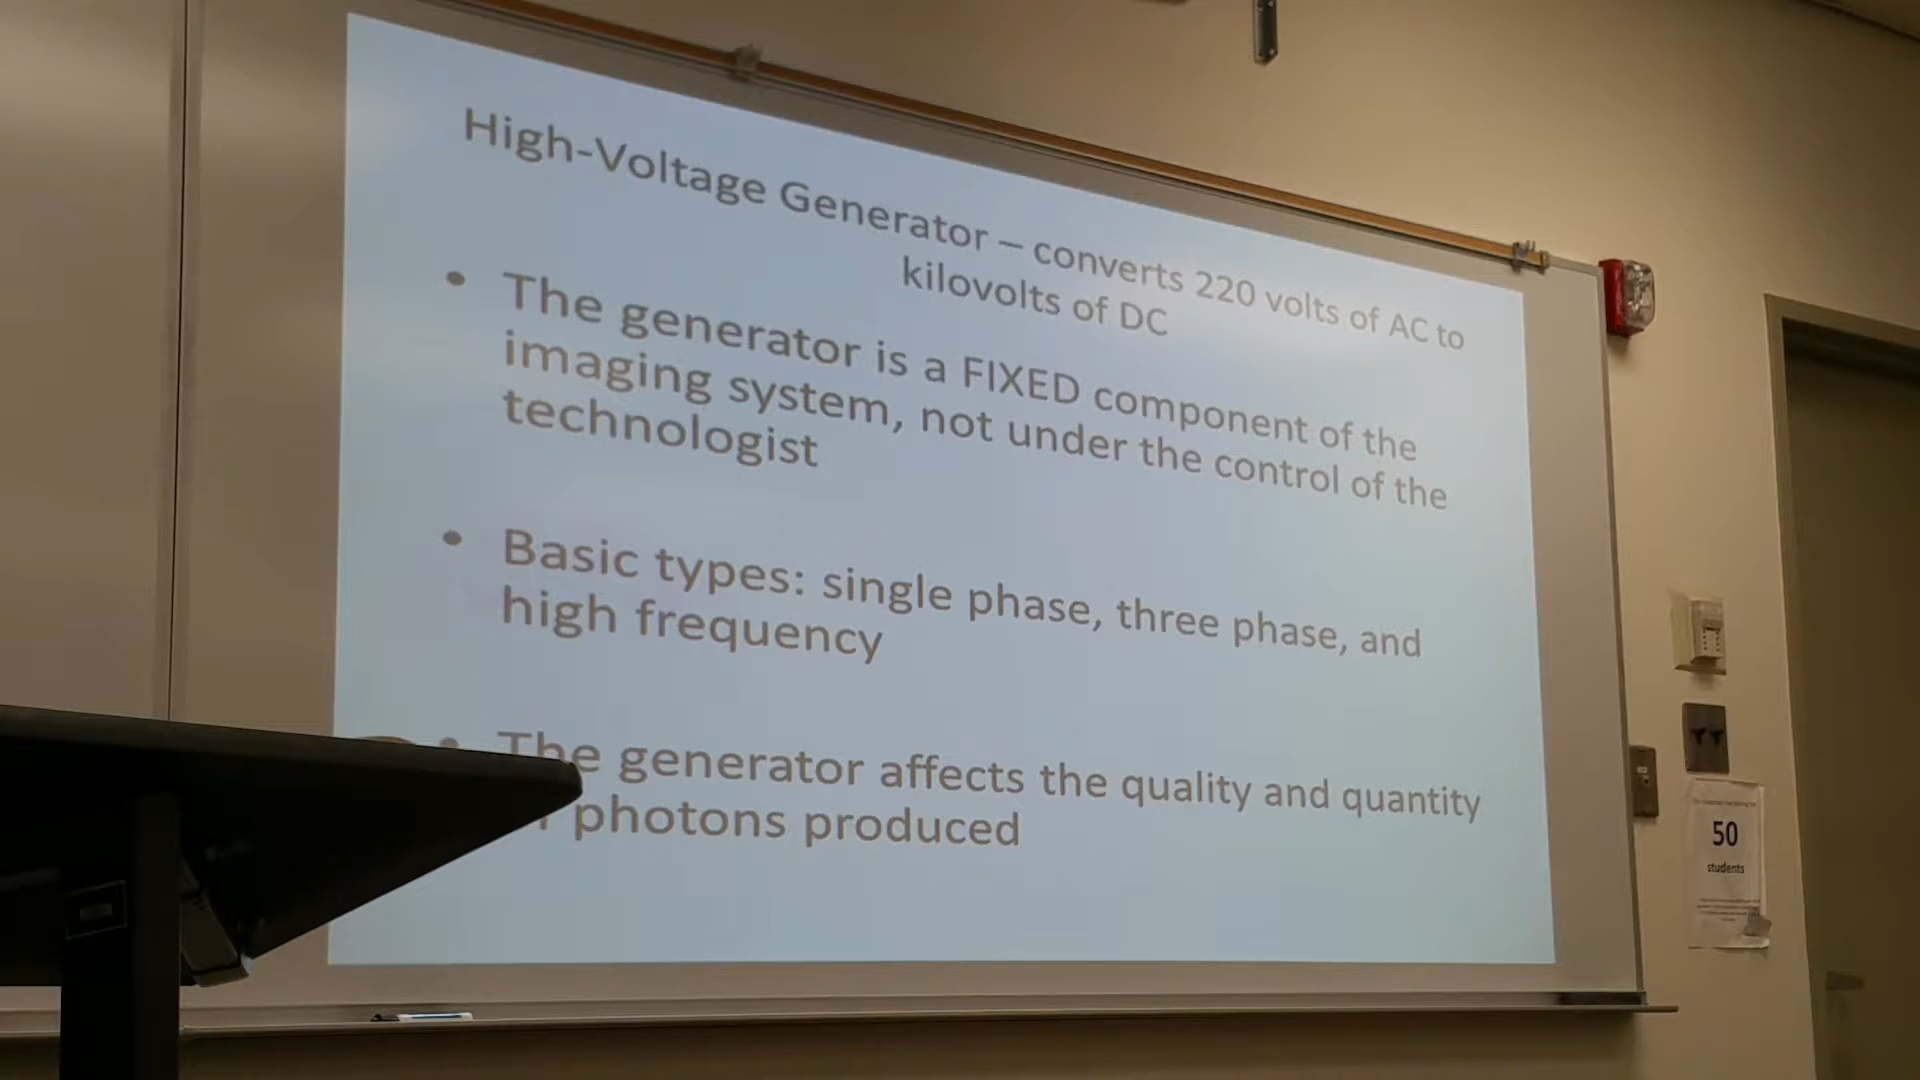 High-Voltage Generator – converts 220 volts of AC to
kilovolts of DC
• The generator is a FIXED component of the
imaging system, not under the control of the
technologist
• Basic types: single phase, three phase, and
high frequency
• The generator affects the quality and quantity
photons produced
50
students